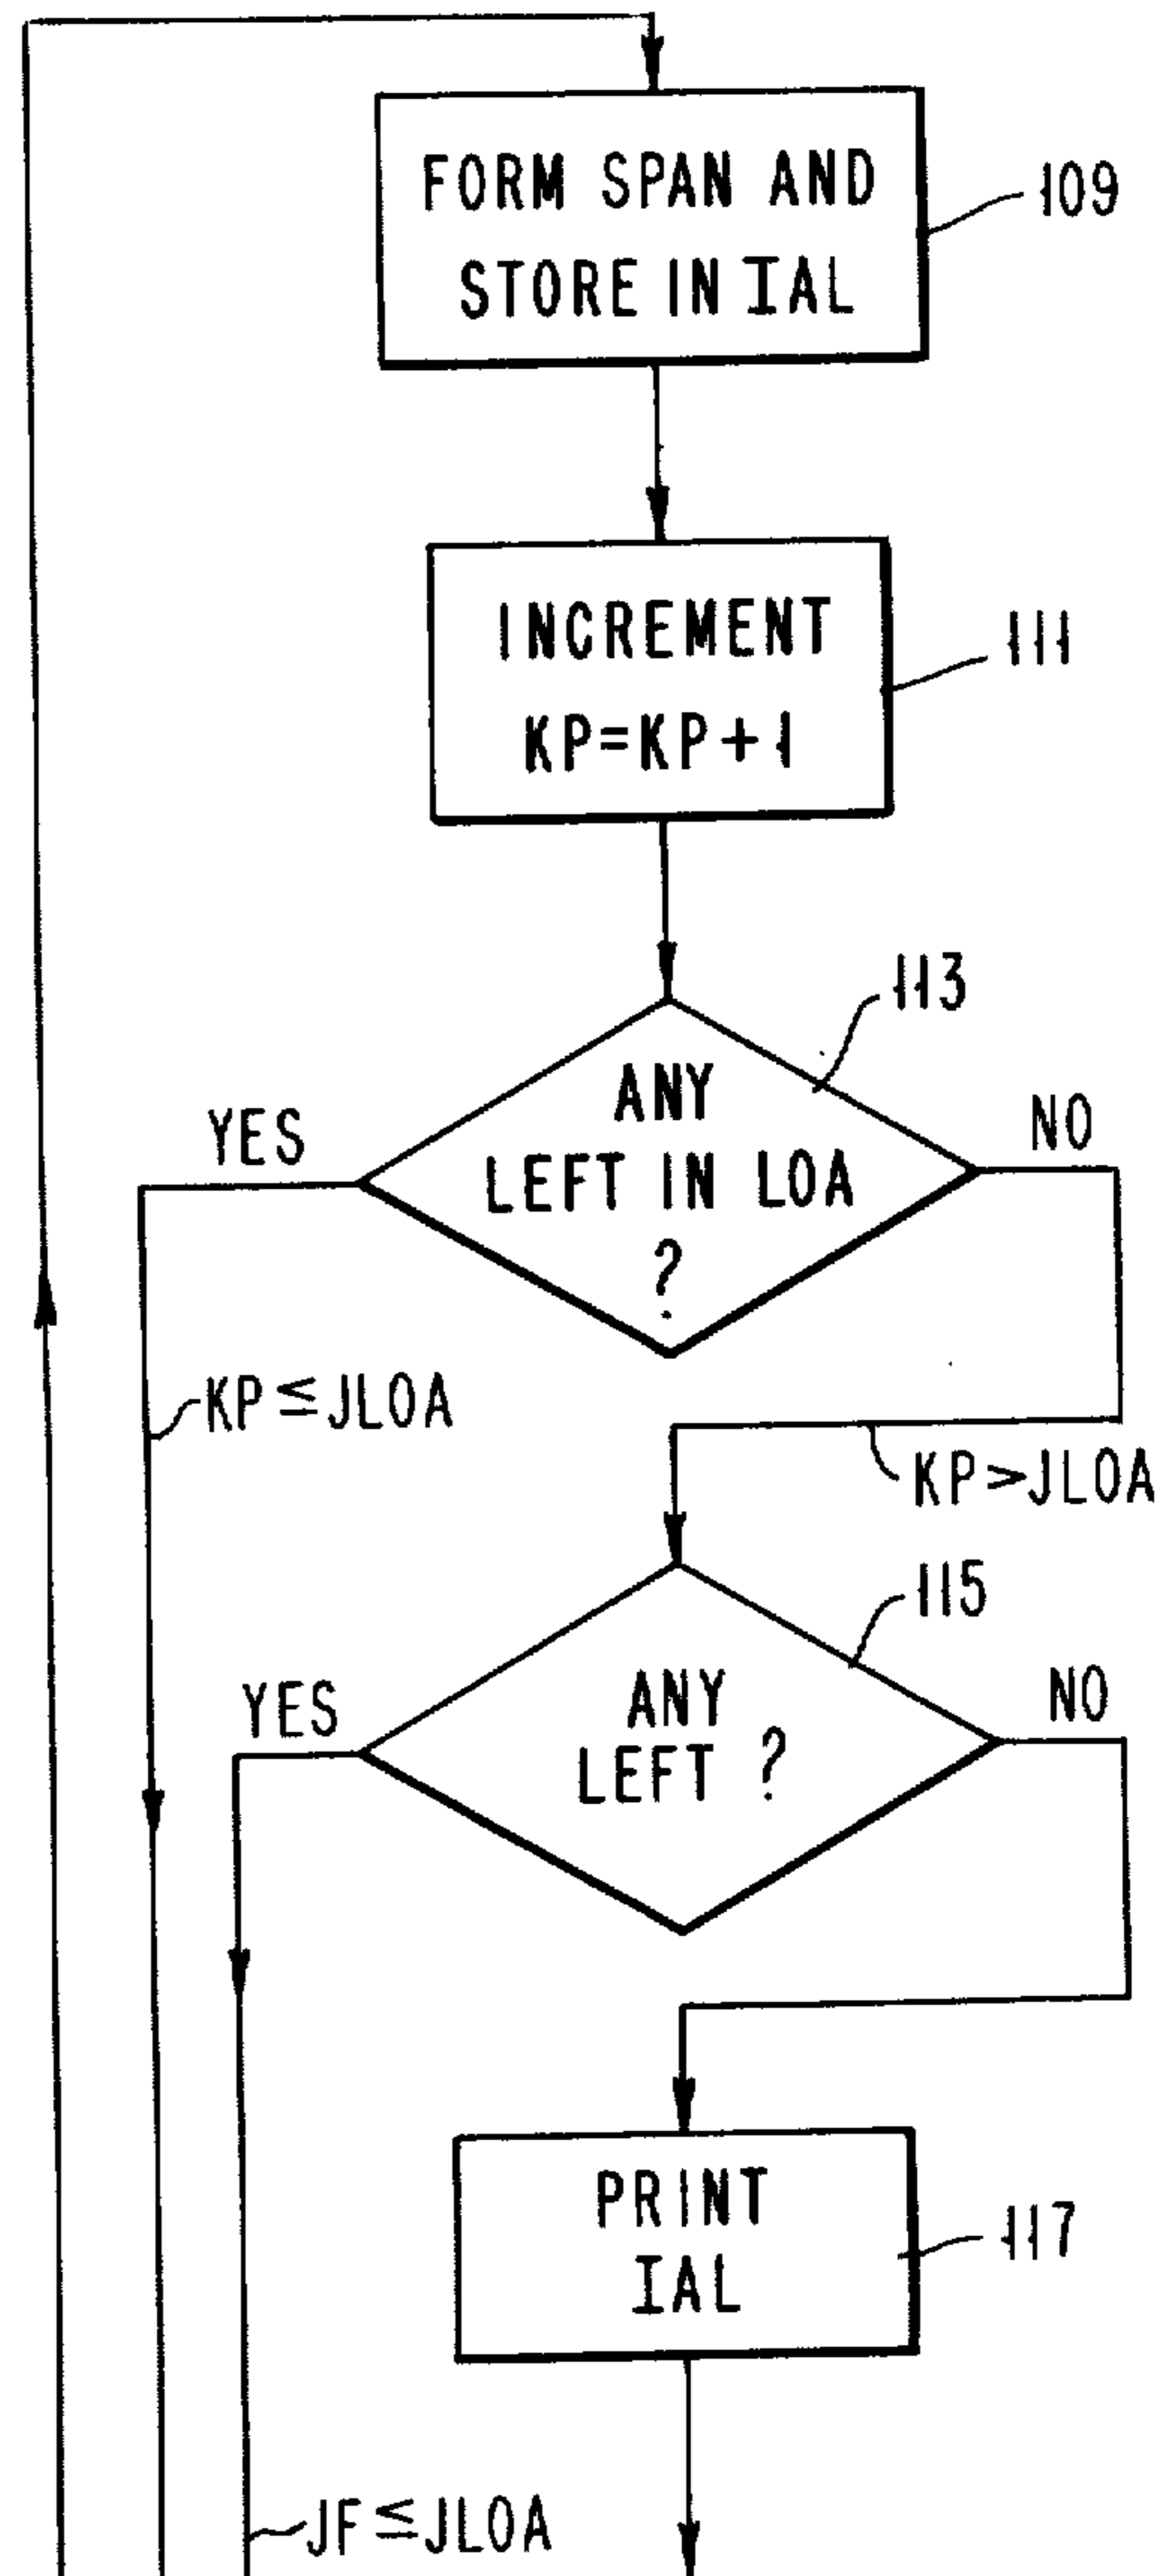 FORM SPAN AND
STORE IN IAL
109
INCREMENT
KP=KP+1
111
113
ANY
LEFT IN LOA
?
YES
NO
KP≦JLOA
KP>JLOA
115
ANY
LEFT ?
YES
NO
PRINT
IAL
117
JF≦JLOA